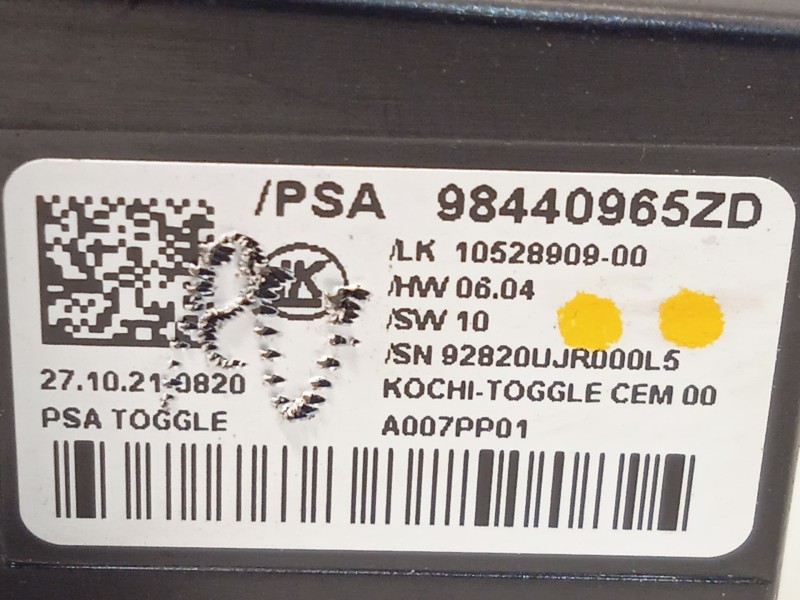 /PSA 98440965ZD
/LK 10528909-00
/HW 06.04
/SW 10
/SN 92820UJR000L5
27.10.21-0820
KOCHI-TOGGLE CEM 00
PSA TOGGLE
A007PP01